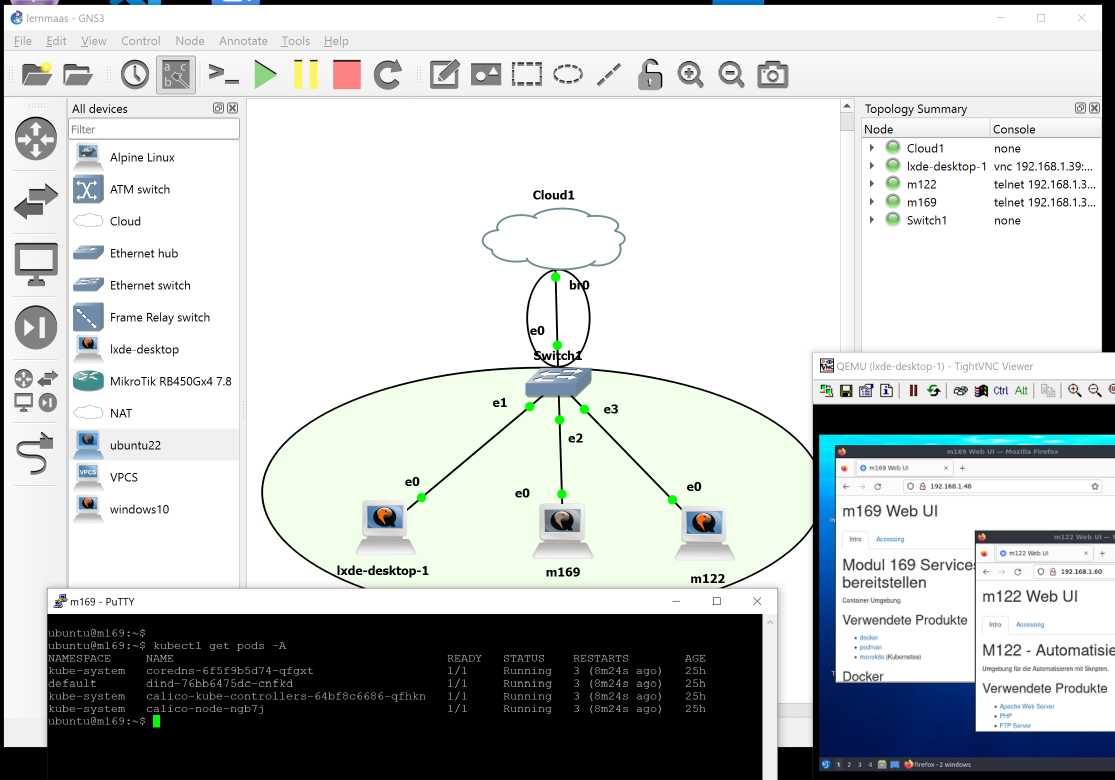 lernmaas - GNS3
File Edit View Control Node Annotate Tools Help
All devices
Filter
Alpine Linux
ATM switch
Cloud
Ethernet hub
Ethernet switch
Frame Relay switch
lxde-desktop
MikroTik RB450Gx4 7.8
NAT
ubuntu22
VPCS
windows10
Cloud1
br0
e0
Switch1
e1
e3
e2
e0
e0
e0
lxde-desktop-1
m169
m122
Topology Summary
Node Console
Cloud1 none
lxde-desktop-1 vnc 192.168.1.39:...
m122 telnet 192.168.1.3...
m169 telnet 192.168.1.3...
Switch1 none
QEMU (lxde-desktop-1) - TightVNC Viewer
Ctrl Alt
m169 Web UI — Mozilla Firefox
m169 Web UI
192.168.1.48
m169 Web UI
Intro Accessing
Modul 169 Services
bereitstellen
Container Umgebung.
Verwendete Produkte
docker
podman
microk8s (Kubernetes)
Docker
m122 Web UI —
m122 Web UI
192.168.1.60
m122 Web UI
Intro Accessing
M122 - Automatisie
Umgebung für die Automatisieren mit Skripten.
Verwendete Produkte
Apache Web Server
PHP
FTP Server
1 2 3 4 firefox - 2 windows
m169 - PuTTY
ubuntu@m169:~$
ubuntu@m169:~$ kubectl get pods -A
NAMESPACE NAME READY STATUS RESTARTS AGE
kube-system coredns-6f5f9b5d74-qfgxt 1/1 Running 3 (8m24s ago) 25h
default dind-76bb6475dc-cnfkd 1/1 Running 3 (8m24s ago) 25h
kube-system calico-kube-controllers-64bf8c6686-qfhkn 1/1 Running 3 (8m24s ago) 25h
kube-system calico-node-ngb7j 1/1 Running 3 (8m24s ago) 25h
ubuntu@m169:~$